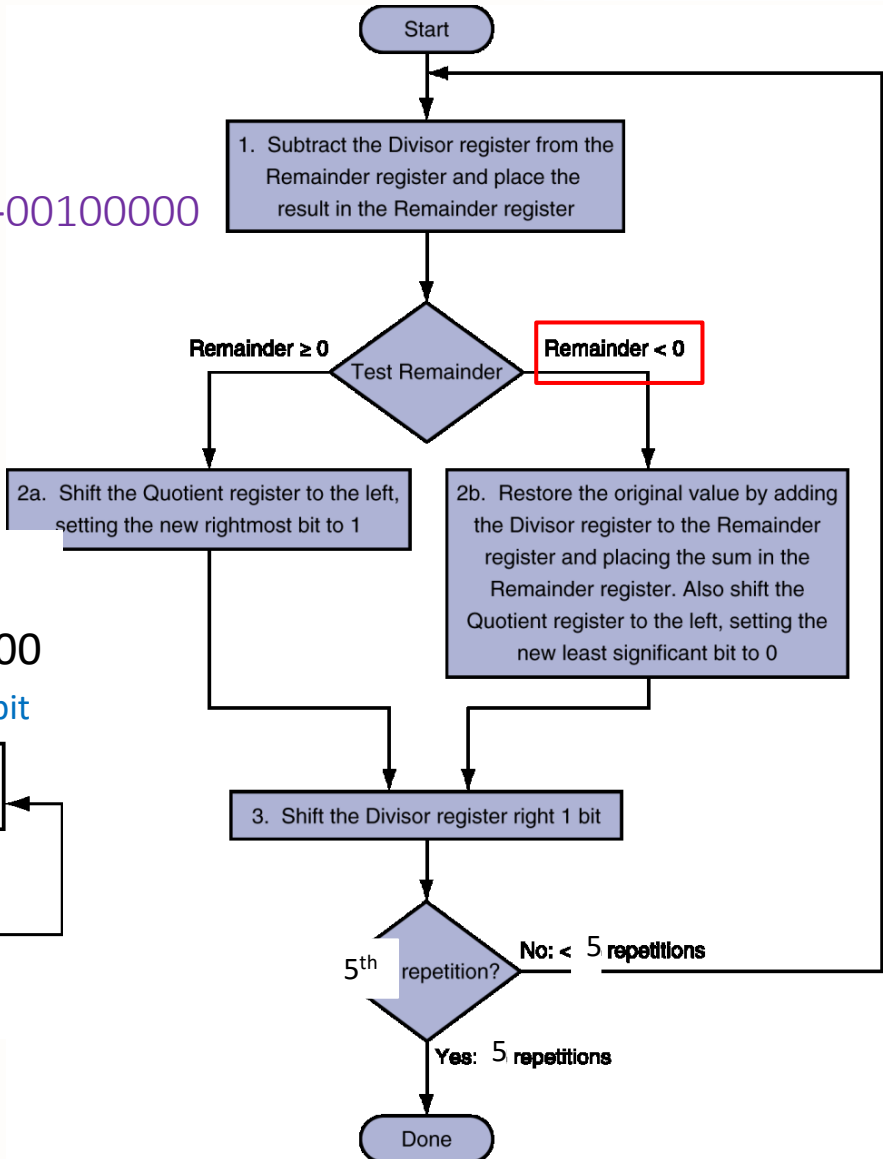 Start
1. Subtract the Divisor register from the
Remainder register and place the
result in the Remainder register
-00100000
Remainder ≥ 0
Test Remainder
Remainder < 0
2a. Shift the Quotient register to the left,
setting the new rightmost bit to 1
2b. Restore the original value by adding
the Divisor register to the Remainder
register and placing the sum in the
Remainder register. Also shift the
Quotient register to the left, setting the
new least significant bit to 0
00
bit
3. Shift the Divisor register right 1 bit
5th repetition?
No: < 5 repetitions
Yes: 5 repetitions
Done